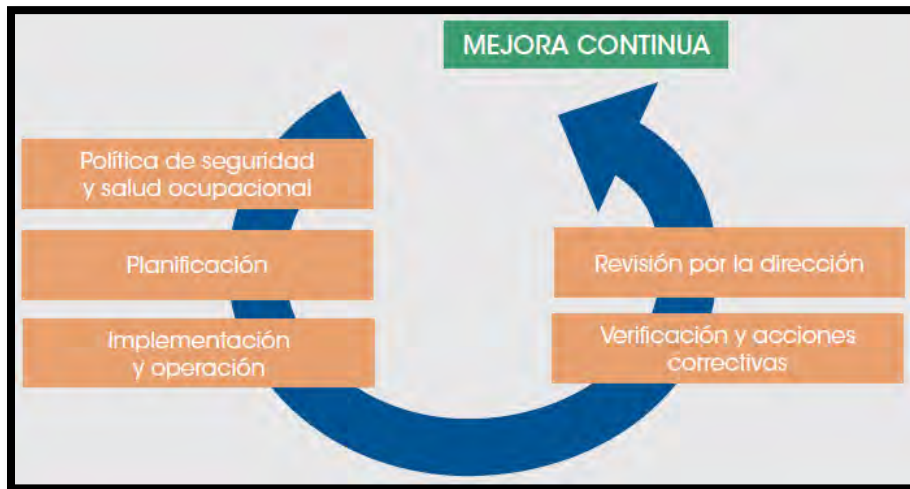 MEJORA CONTINUA
Política de seguridad
y salud ocupacional
Planificación
Implementación
y operación
Revisión por la dirección
Verificación y acciones
correctivas